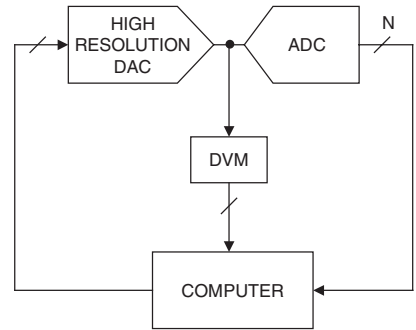 HIGH
RESOLUTION
DAC
ADC
N
DVM
COMPUTER